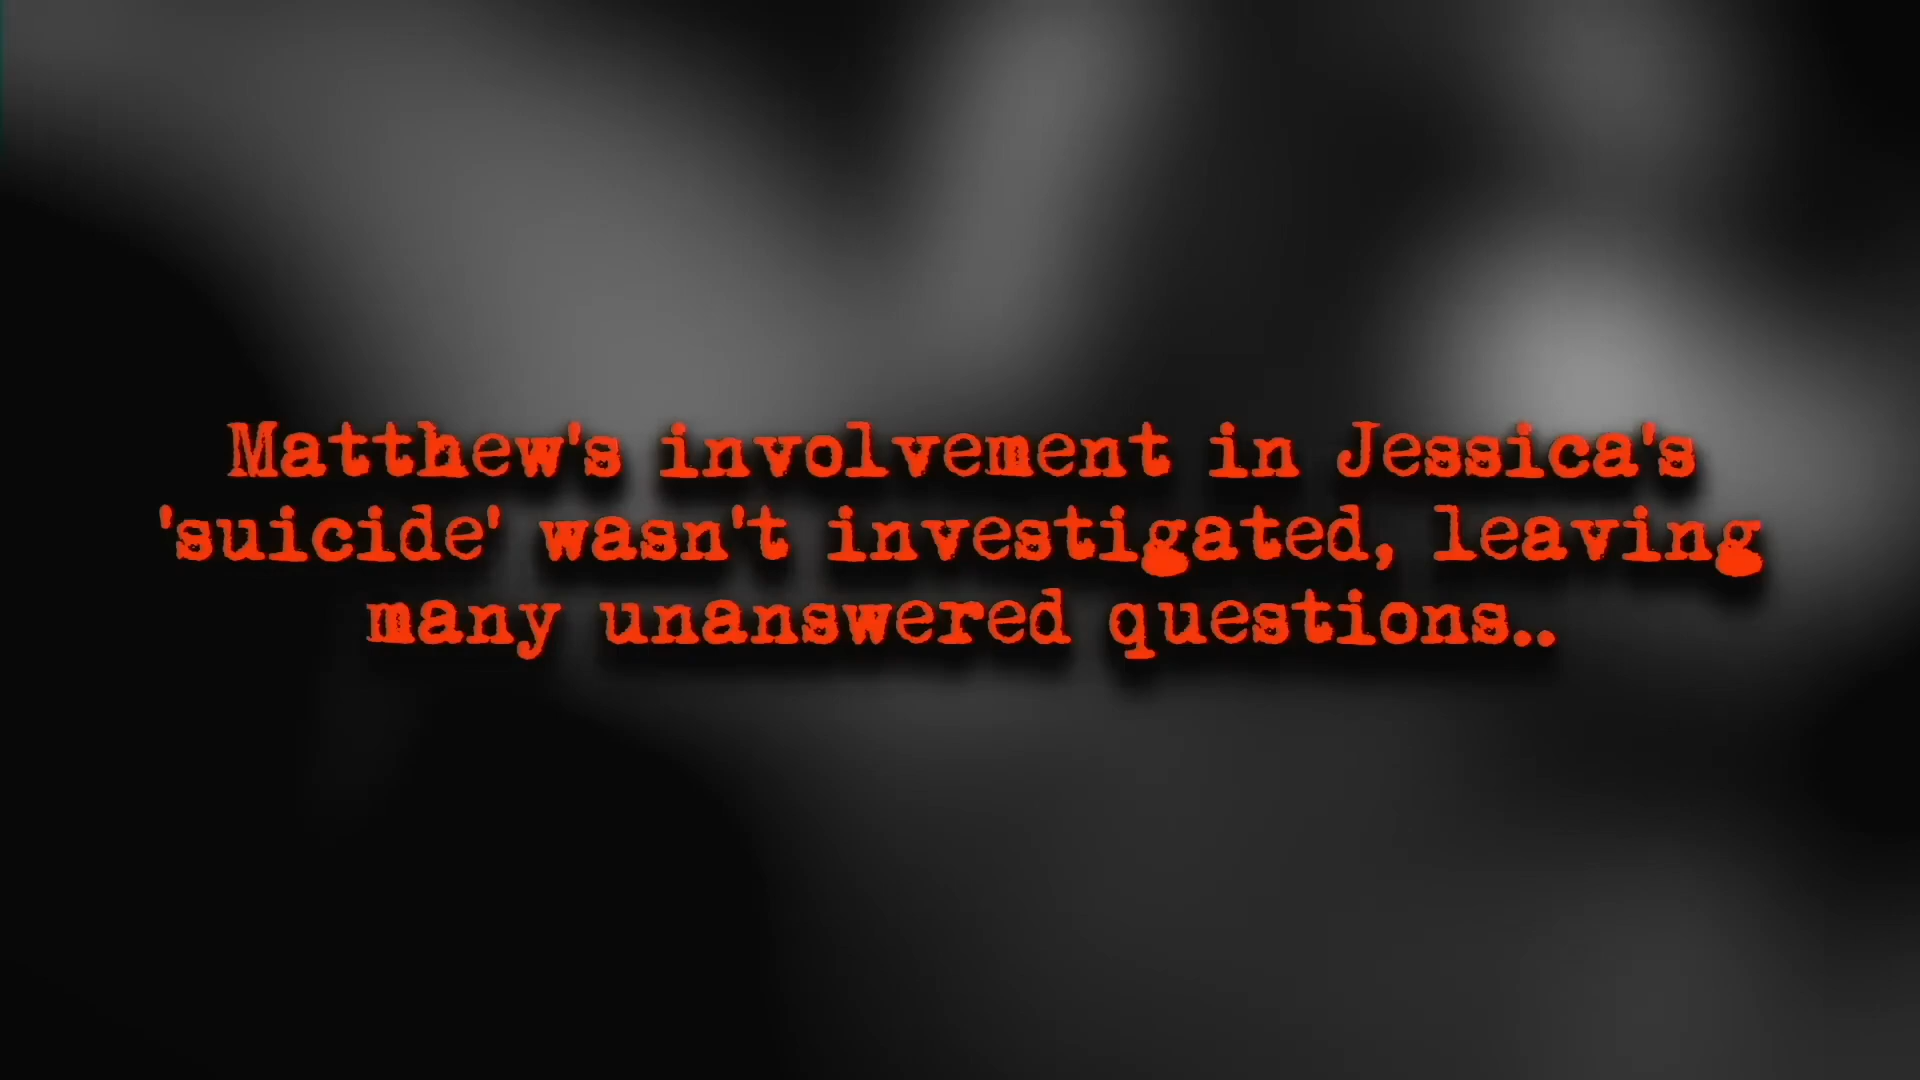 Matthew's involvement in Jessica's
'suicide' wasn't investigated, leaving
many unanswered questions..